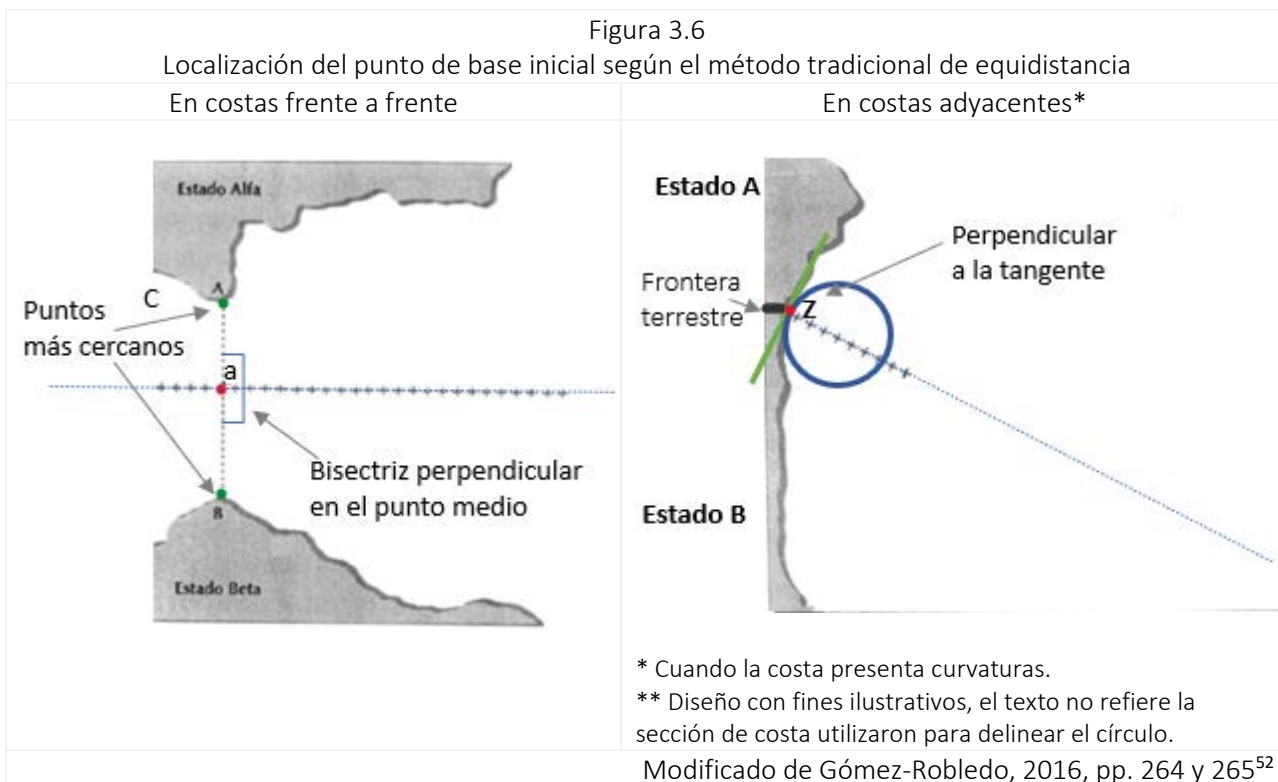 Figura 3.6
Localización del punto de base inicial según el método tradicional de equidistancia
En costas frente a frente
En costas adyacentes*
Estado Alfa
A
C
Puntos
más cercanos
a
Bisectriz perpendicular
en el punto medio
B
Estado Beta
Estado A
Perpendicular
a la tangente
Frontera
terrestre
Z
Estado B
* Cuando la costa presenta curvaturas.
** Diseño con fines ilustrativos, el texto no refiere la
sección de costa utilizaron para delinear el círculo.
Modificado de Gómez-Robledo, 2016, pp. 264 y 265⁵²